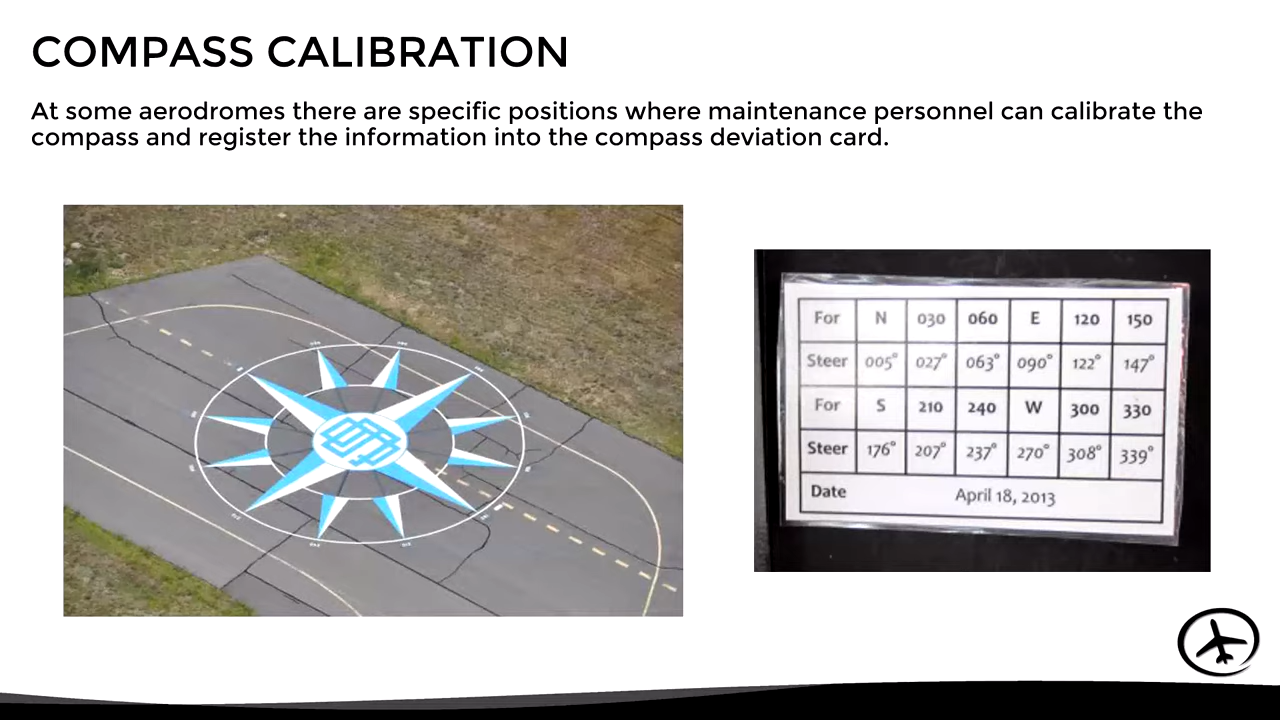 COMPASS CALIBRATION
At some aerodromes there are specific positions where maintenance personnel can calibrate the
compass and register the information into the compass deviation card.
For N 030 060 E 120 150
Steer 005° 027° 063° 090° 122° 147°
For S 210 240 W 300 330
Steer 176° 207° 237° 270° 308° 339°
Date April 18, 2013